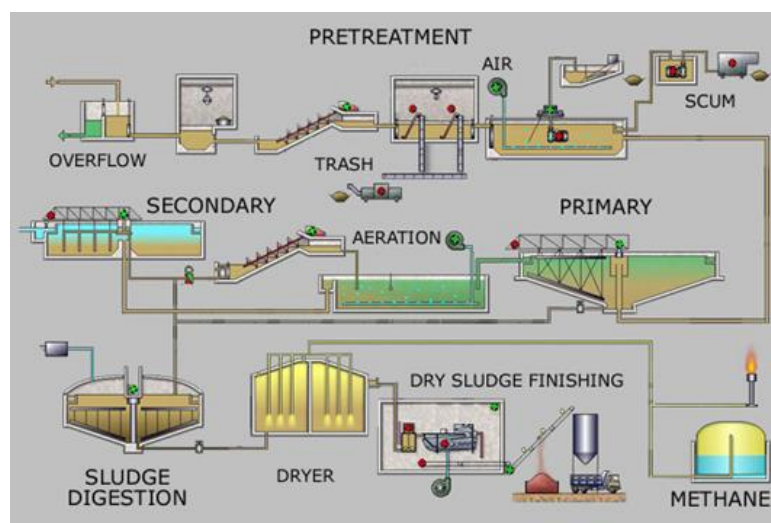 PRETREATMENT
AIR
SCUM
OVERFLOW
TRASH
SECONDARY
PRIMARY
AERATION
DRY SLUDGE FINISHING
SLUDGE
DIGESTION
DRYER
METHANE